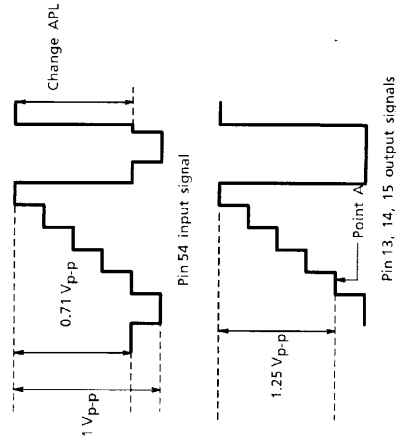 Change APL
0.71 Vp-p
1 Vp-p
Pin 54 input signal
Point A
1.25 Vp-p
Pin 13, 14, 15 output signals